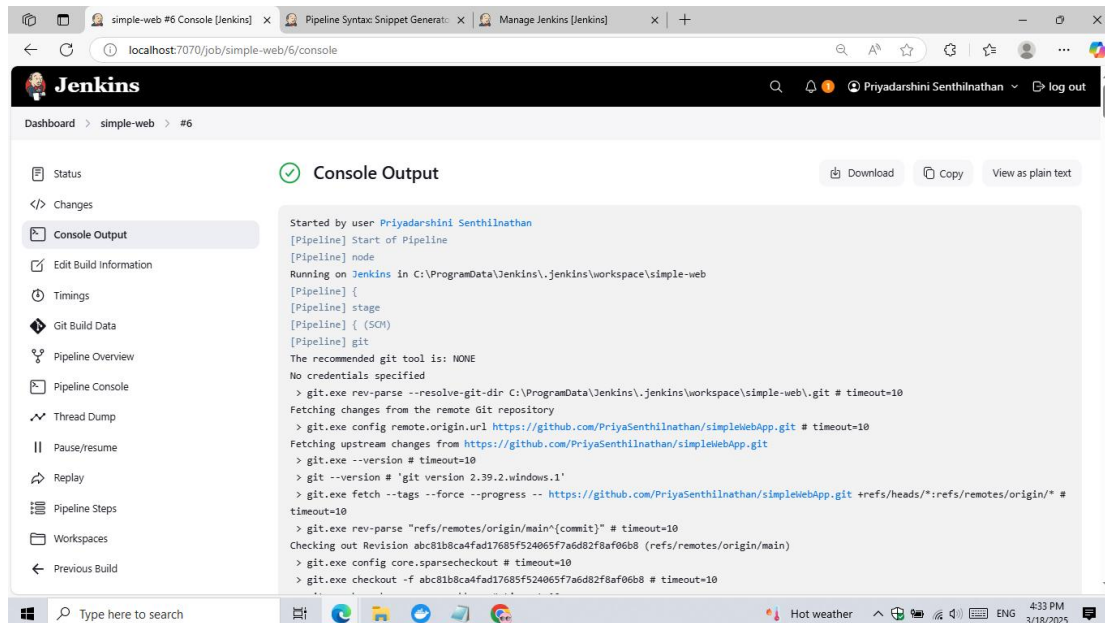 simple-web #6 Console [Jenkins]
Pipeline Syntax: Snippet Generato
Manage Jenkins [Jenkins]
localhost:7070/job/simple-web/6/console
Jenkins
1
Priyadarshini Senthilnathan
log out
Dashboard > simple-web > #6
Status
Changes
Console Output
Edit Build Information
Timings
Git Build Data
Pipeline Overview
Pipeline Console
Thread Dump
Pause/resume
Replay
Pipeline Steps
Workspaces
Previous Build
Console Output
Download
Copy
View as plain text
Started by user Priyadarshini Senthilnathan
[Pipeline] Start of Pipeline
[Pipeline] node
Running on Jenkins in C:\ProgramData\Jenkins\.jenkins\workspace\simple-web
[Pipeline] {
[Pipeline] stage
[Pipeline] { (SCM)
[Pipeline] git
The recommended git tool is: NONE
No credentials specified
> git.exe rev-parse --resolve-git-dir C:\ProgramData\Jenkins\.jenkins\workspace\simple-web\.git # timeout=10
Fetching changes from the remote Git repository
> git.exe config remote.origin.url https://github.com/PriyaSenthilnathan/simpleWebApp.git # timeout=10
Fetching upstream changes from https://github.com/PriyaSenthilnathan/simpleWebApp.git
> git.exe --version # timeout=10
> git --version # 'git version 2.39.2.windows.1'
> git.exe fetch --tags --force --progress -- https://github.com/PriyaSenthilnathan/simpleWebApp.git +refs/heads/*:refs/remotes/origin/* #
timeout=10
> git.exe rev-parse "refs/remotes/origin/main^{commit}" # timeout=10
Checking out Revision abc81b8ca4fad17685f524065f7a6d82f8af06b8 (refs/remotes/origin/main)
> git.exe config core.sparsecheckout # timeout=10
> git.exe checkout -f abc81b8ca4fad17685f524065f7a6d82f8af06b8 # timeout=10
Type here to search
Hot weather
ENG
4:33 PM
3/18/2025